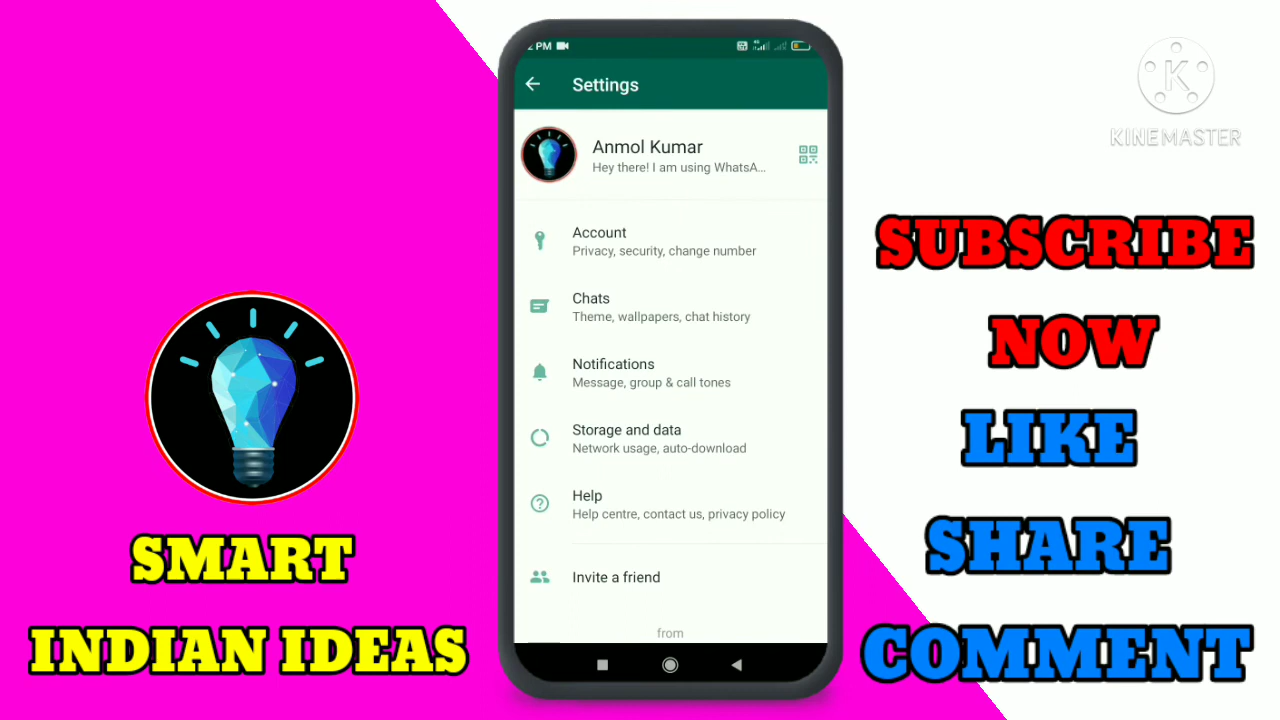 SMART
INDIAN IDEAS
2 PM
Settings
Anmol Kumar
Hey there! I am using WhatsA...
Account
Privacy, security, change number
Chats
Theme, wallpapers, chat history
Notifications
Message, group & call tones
Storage and data
Network usage, auto-download
Help
Help centre, contact us, privacy policy
Invite a friend
from
K
KINEMASTER
SUBSCRIBE
NOW
LIKE
SHARE
COMMENT